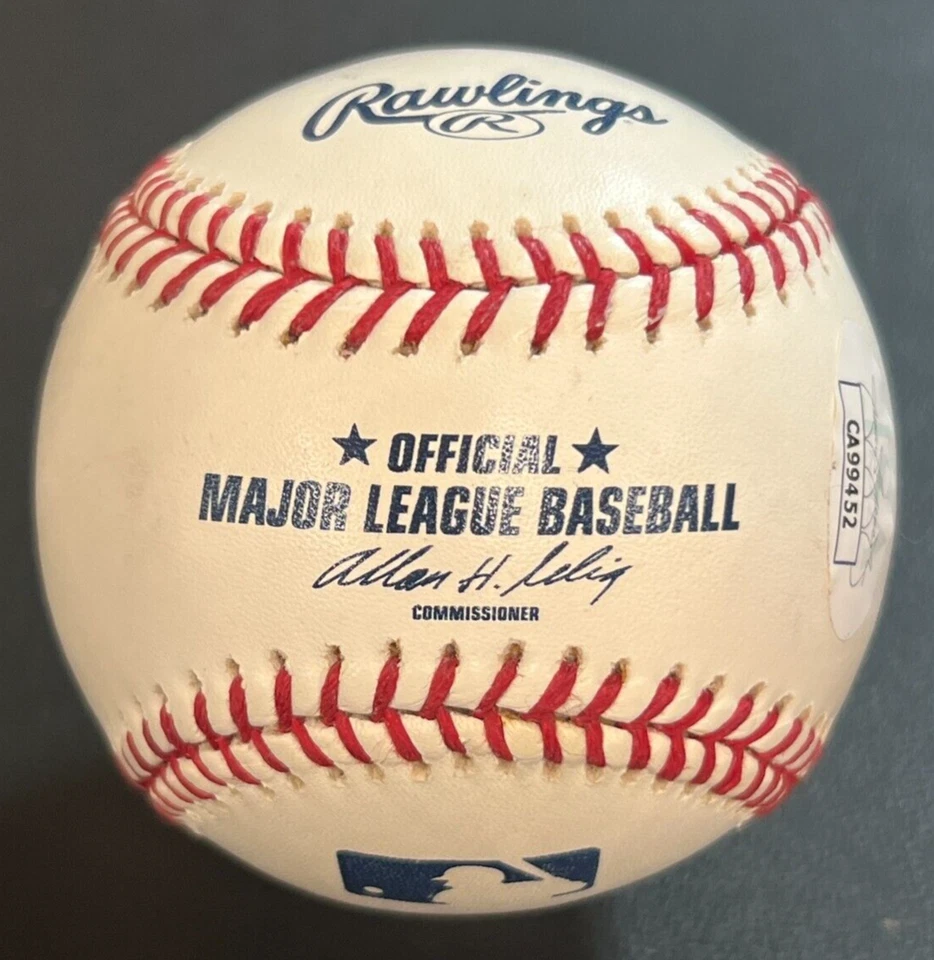 Rawlings
R
OFFICIAL
MAJOR LEAGUE BASEBALL
Allan H. Selig
COMMISSIONER
CA99452